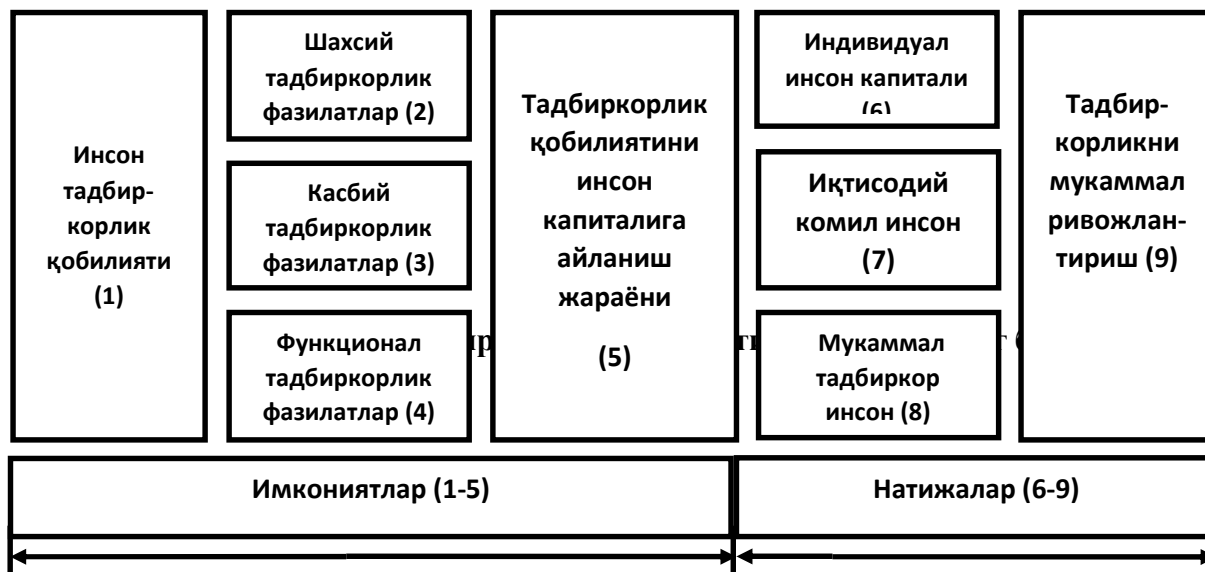 Инсон
тадбир-
корлик
қобилияти
(1)
Шахсий
тадбиркорлик
фазилатлар (2)
Касбий
тадбиркорлик
фазилатлар (3)
Функционал
тадбиркорлик
фазилатлар (4)
Тадбиркорлик
қобилиятини
инсон
капиталига
айланиш
жараёни
(5)
Индивидуал
инсон капитали
(6)
Иқтисодий
комил инсон
(7)
Мукаммал
тадбиркор
инсон (8)
Тадбир-
корликни
мукаммал
ривожлан-
тириш (9)
Имкониятлар (1-5)
Натижалар (6-9)